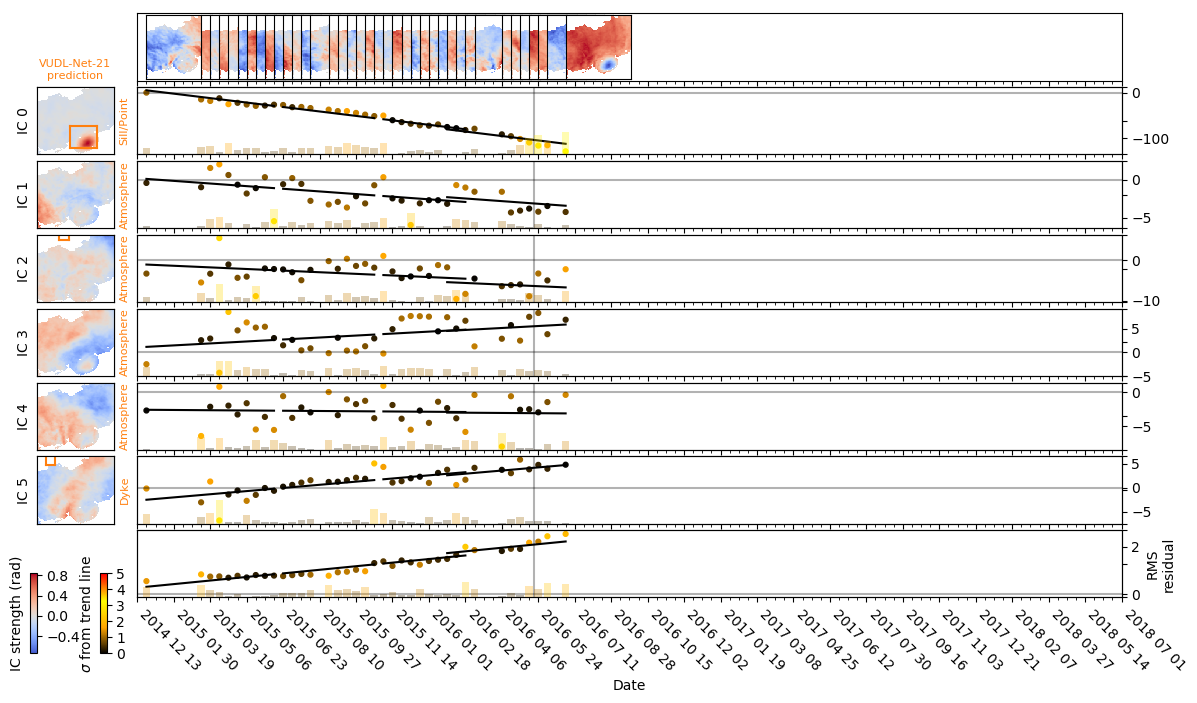 VUDL-Net-21
prediction
IC 0
Sill/Point
0
−100
IC 1
Atmosphere
0
−5
IC 2
Atmosphere
0
−10
IC 3
Atmosphere
5
0
−5
IC 4
Atmosphere
0
−5
IC 5
Dyke
5
0
−5
2
0
RMS
residual
IC strength (rad)
0.8
0.4
0.0
−0.4
σ from trend line
5
4
3
2
1
0
2014 12 13
2015 01 30
2015 03 19
2015 05 06
2015 06 23
2015 08 10
2015 09 27
2015 11 14
2016 01 01
2016 02 18
2016 04 06
2016 05 24
2016 07 11
2016 08 28
2016 10 15
2016 12 02
2017 01 19
2017 03 08
2017 04 25
2017 06 12
2017 07 30
2017 09 16
2017 11 03
2017 12 21
2018 02 07
2018 03 27
2018 05 14
2018 07 01
Date